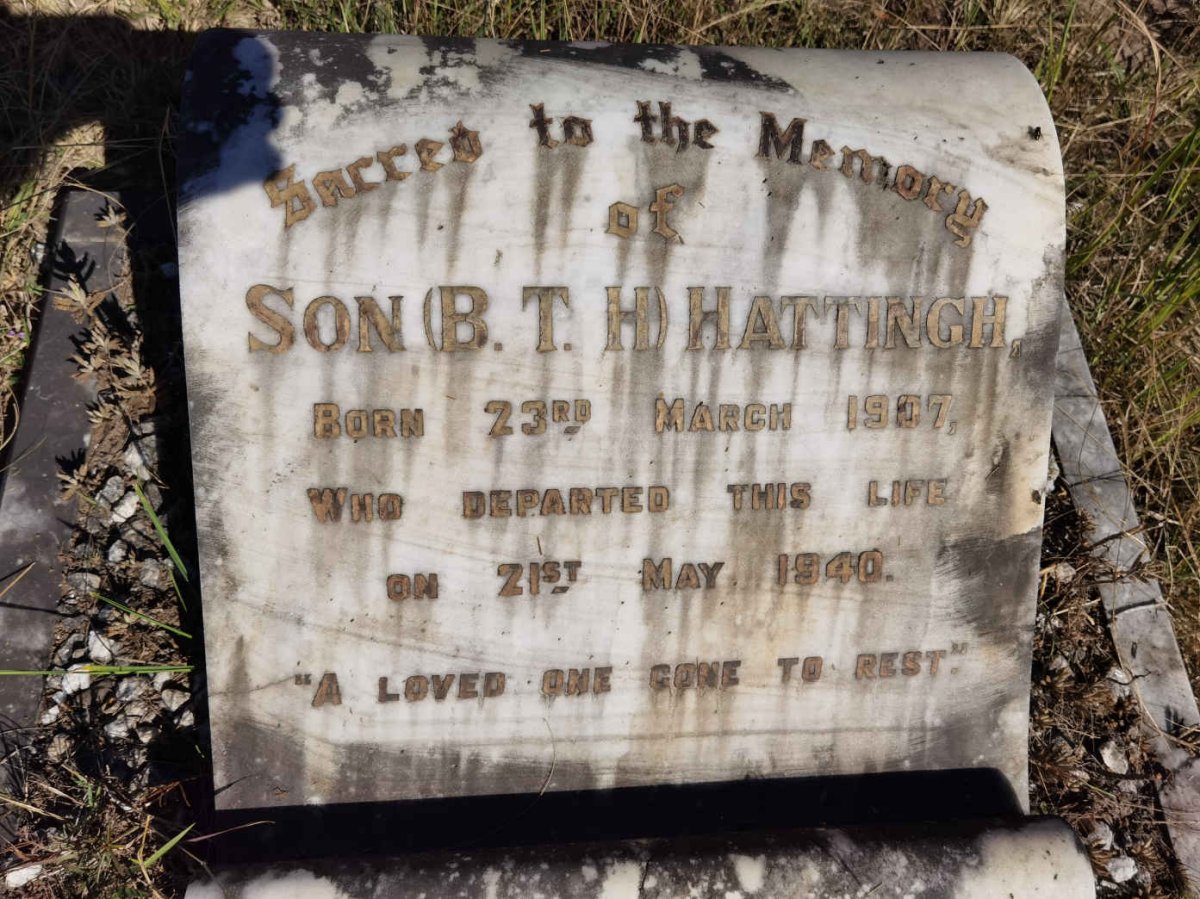 Sacred to the Memory
of
SON (B. T. H) HATTINGH,
BORN 23RD MARCH 1907,
WHO DEPARTED THIS LIFE
ON 21ST MAY 1940.
"A LOVED ONE GONE TO REST."